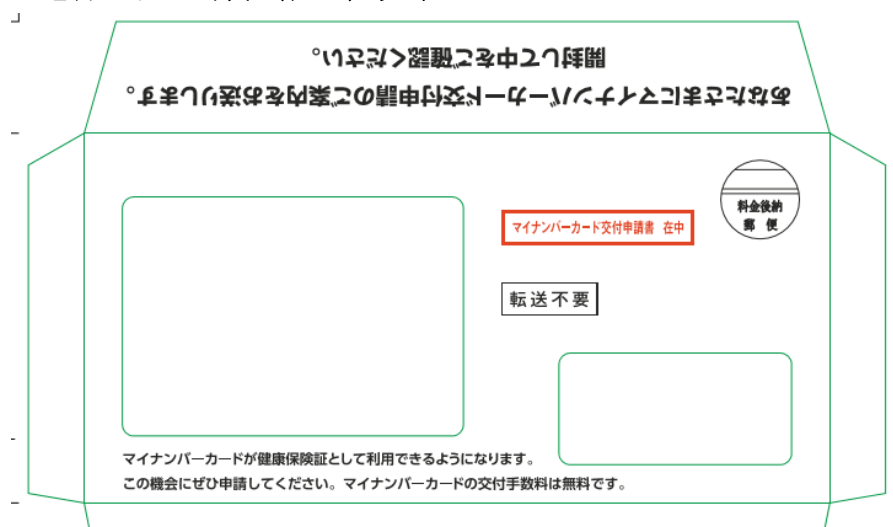 あなたさまにマイナンバーカード交付申請のご案内をお送りします。
開封して中をご確認ください。
料金後納
郵 便
マイナンバーカード交付申請書 在中
転送不要
マイナンバーカードが健康保険証として利用できるようになります。
この機会にぜひ申請してください。マイナンバーカードの交付手数料は無料です。